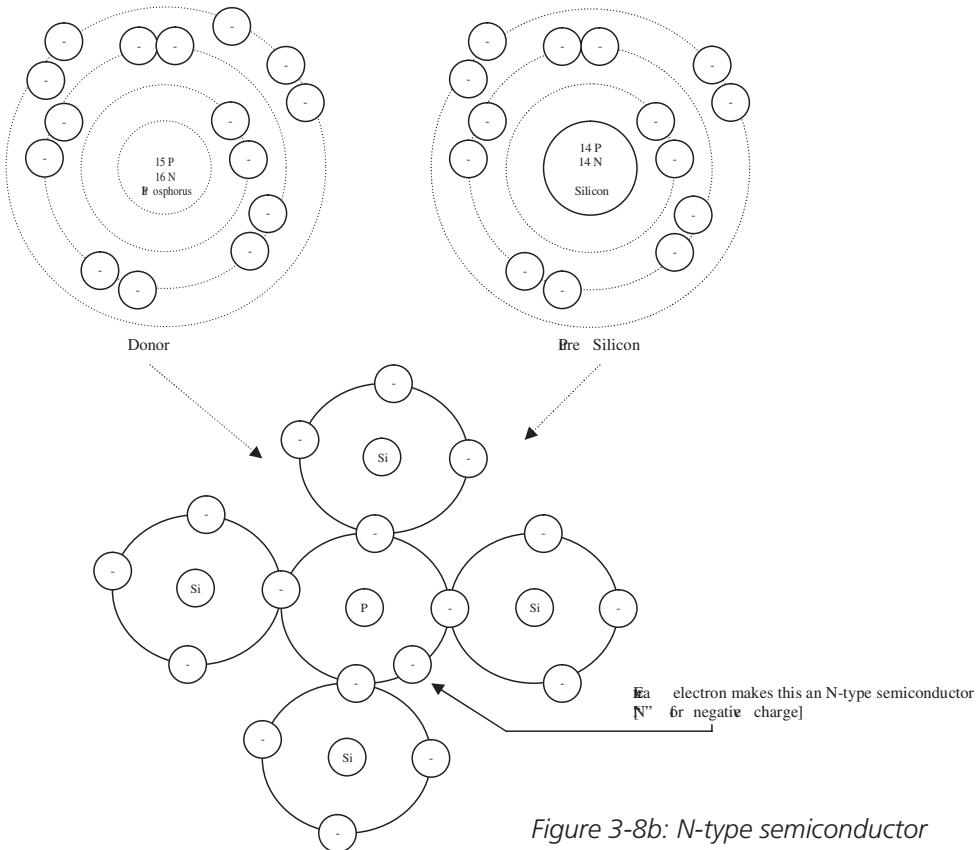 15 P
16 N
14 P
14 N
Silicon
Donor
Silicon
Si
Si
P
Si
Si
electron makes this an N-type semiconductor
charge]
Figure 3-8b: N-type semiconductor